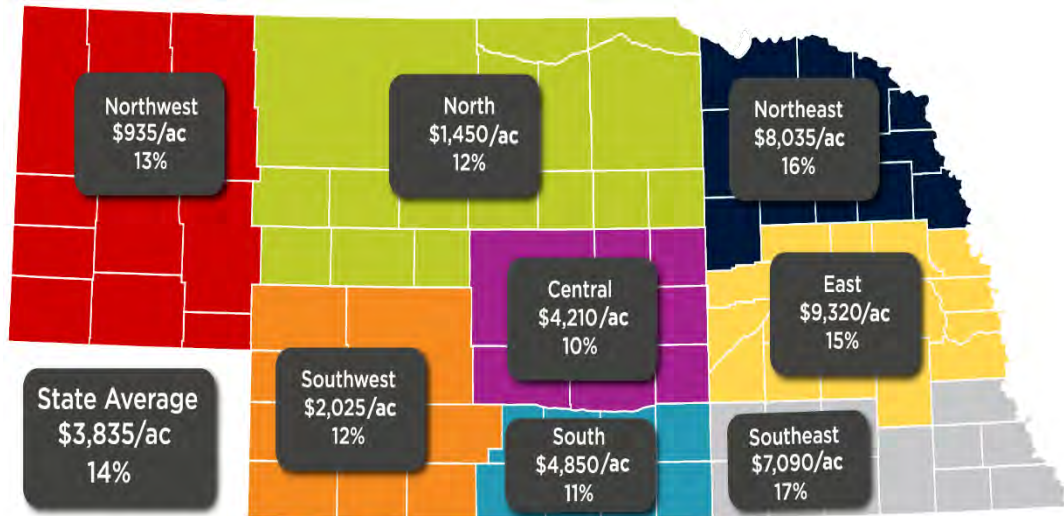 Northwest
$935/ac
13%
North
$1,450/ac
12%
Northeast
$8,035/ac
16%
Central
$4,210/ac
10%
East
$9,320/ac
15%
Southwest
$2,025/ac
12%
State Average
$3,835/ac
14%
South
$4,850/ac
11%
Southeast
$7,090/ac
17%